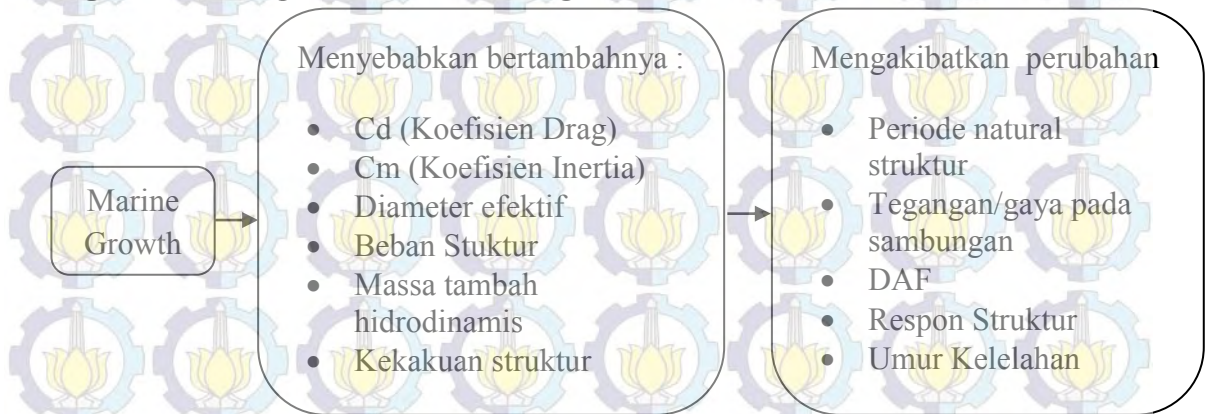 Marine
Growth
Menyebabkan bertambahnya :
• Cd (Koefisien Drag)
• Cm (Koefisien Inertia)
• Diameter efektif
• Beban Stuktur
• Massa tambah
hidrodinamis
• Kekakuan struktur
Mengakibatkan perubahan
• Periode natural
struktur
• Tegangan/gaya pada
sambungan
• DAF
• Respon Struktur
• Umur Kelelahan